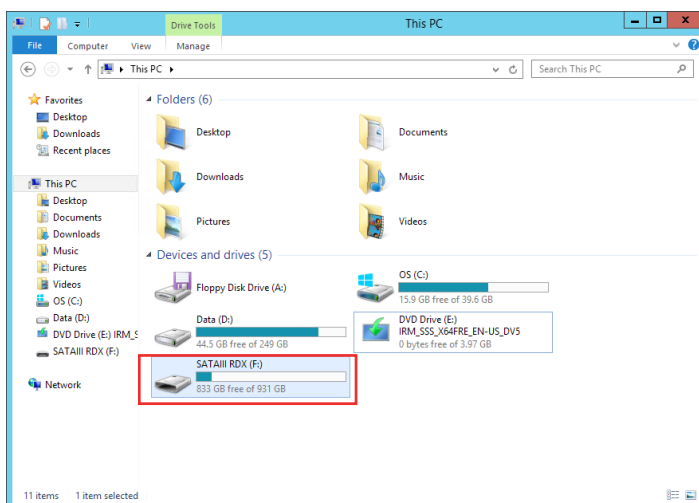 Drive Tools
This PC
File
Computer
View
Manage
This PC
Search This PC
Favorites
Desktop
Downloads
Recent places
This PC
Desktop
Documents
Downloads
Music
Pictures
Videos
OS (C:)
Data (D:)
DVD Drive (E:) IRM_S
SATAIII RDX (F:)
Network
Folders (6)
Desktop
Documents
Downloads
Music
Pictures
Videos
Devices and drives (5)
Floppy Disk Drive (A:)
OS (C:)
15.9 GB free of 39.6 GB
Data (D:)
44.5 GB free of 249 GB
DVD Drive (E:)
IRM_SSS_X64FRE_EN-US_DV5
0 bytes free of 3.97 GB
SATAIII RDX (F:)
833 GB free of 931 GB
11 items
1 item selected